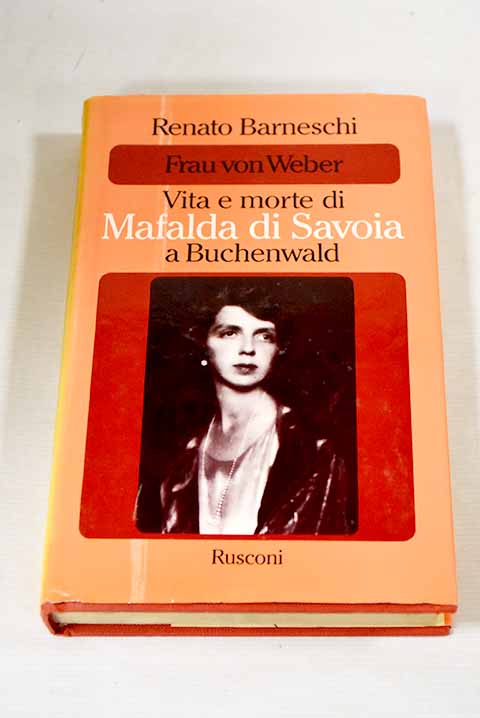 Renato Barneschi
Frau von Weber
Vita e morte di
Mafalda di Savoia
a Buchenwald
Rusconi